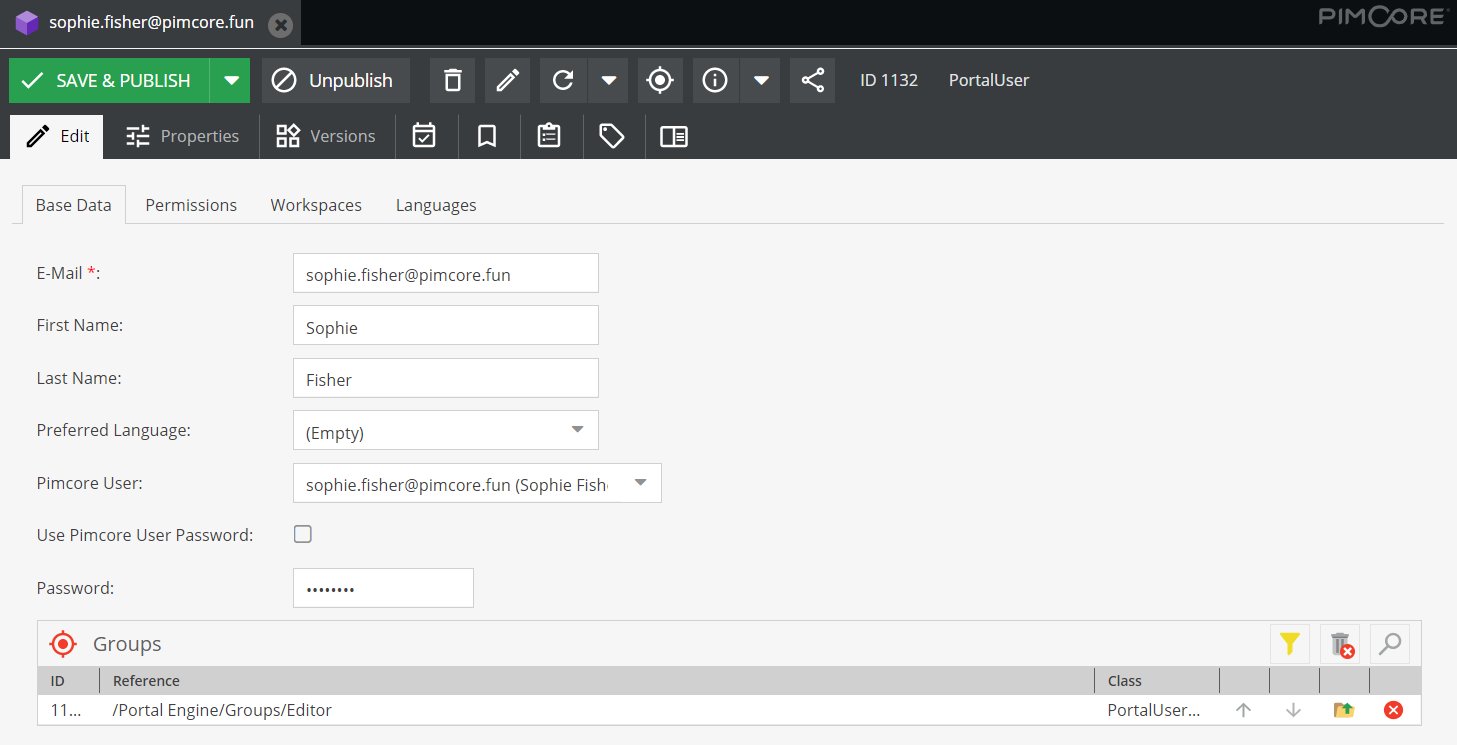 sophie.fisher@pimcore.fun
PIMCORE
SAVE & PUBLISH Unpublish ID 1132 PortalUser
Edit Properties Versions
Base Data Permissions Workspaces Languages
E-Mail *: sophie.fisher@pimcore.fun
First Name: Sophie
Last Name: Fisher
Preferred Language: (Empty)
Pimcore User: sophie.fisher@pimcore.fun (Sophie Fish
Use Pimcore User Password:
Password: ••••••••
Groups
ID Reference Class
11... /Portal Engine/Groups/Editor PortalUser...